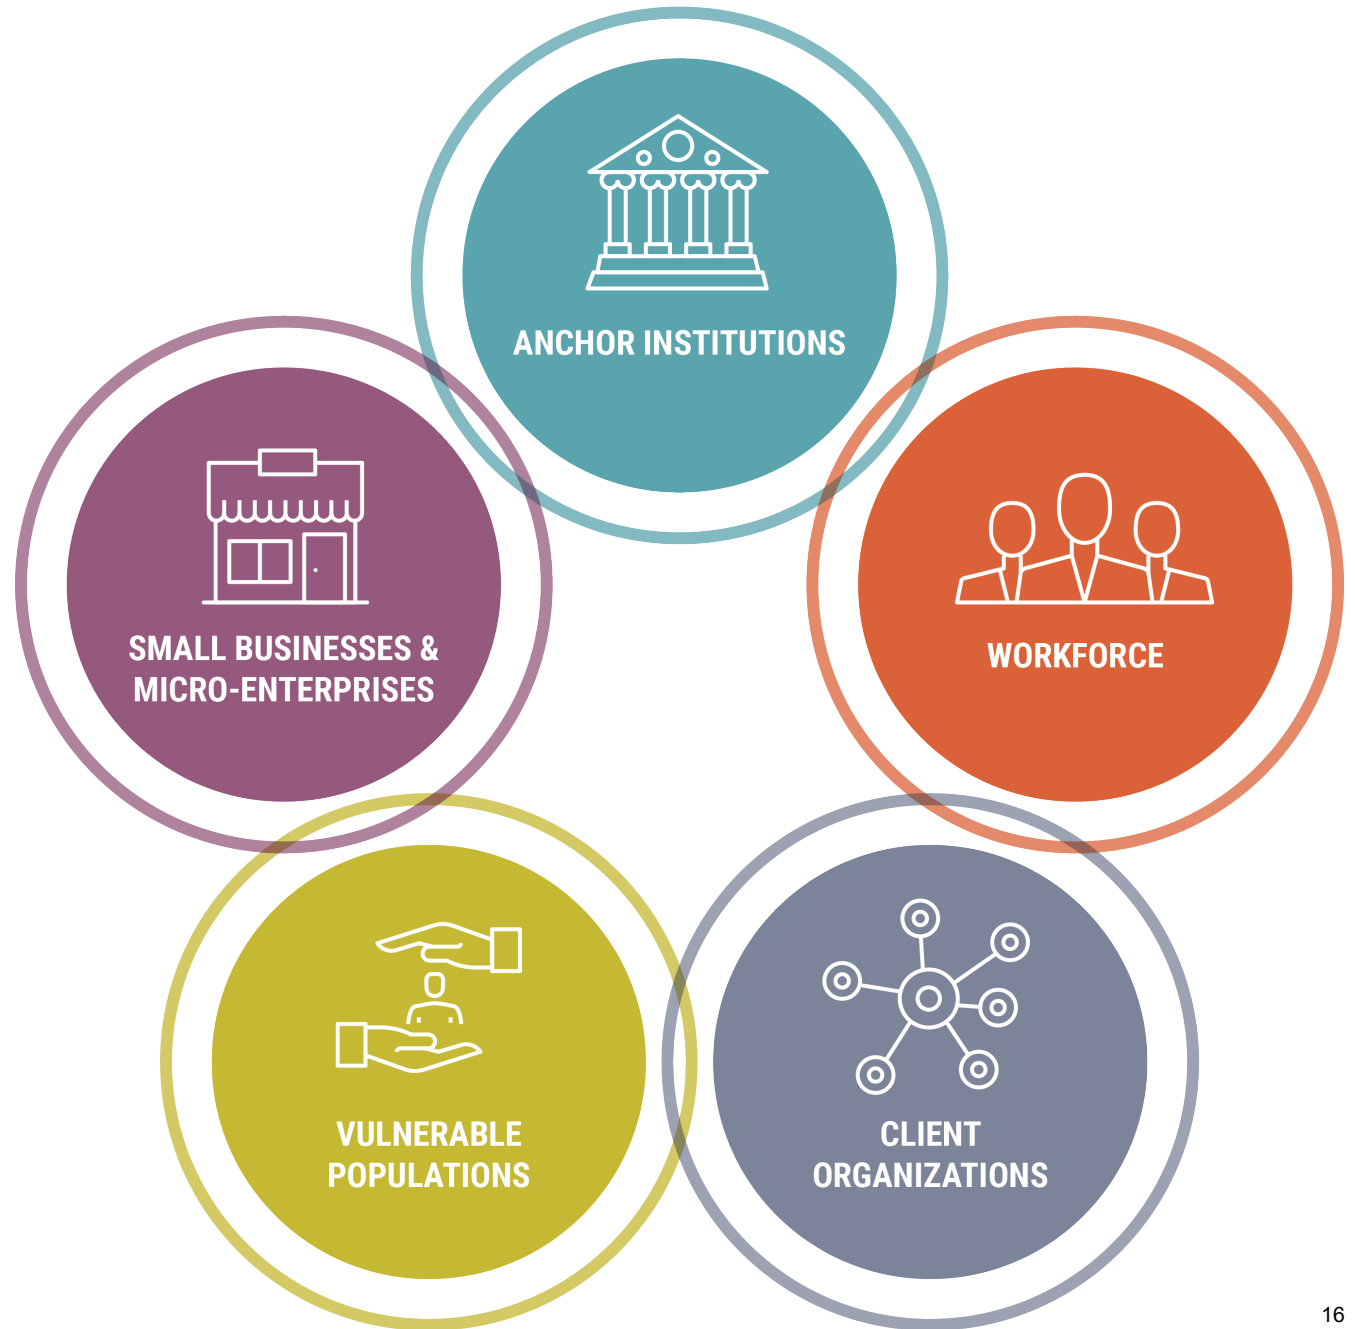 ANCHOR INSTITUTIONS
SMALL BUSINESSES &
MICRO-ENTERPRISES
WORKFORCE
VULNERABLE
POPULATIONS
CLIENT
ORGANIZATIONS
16